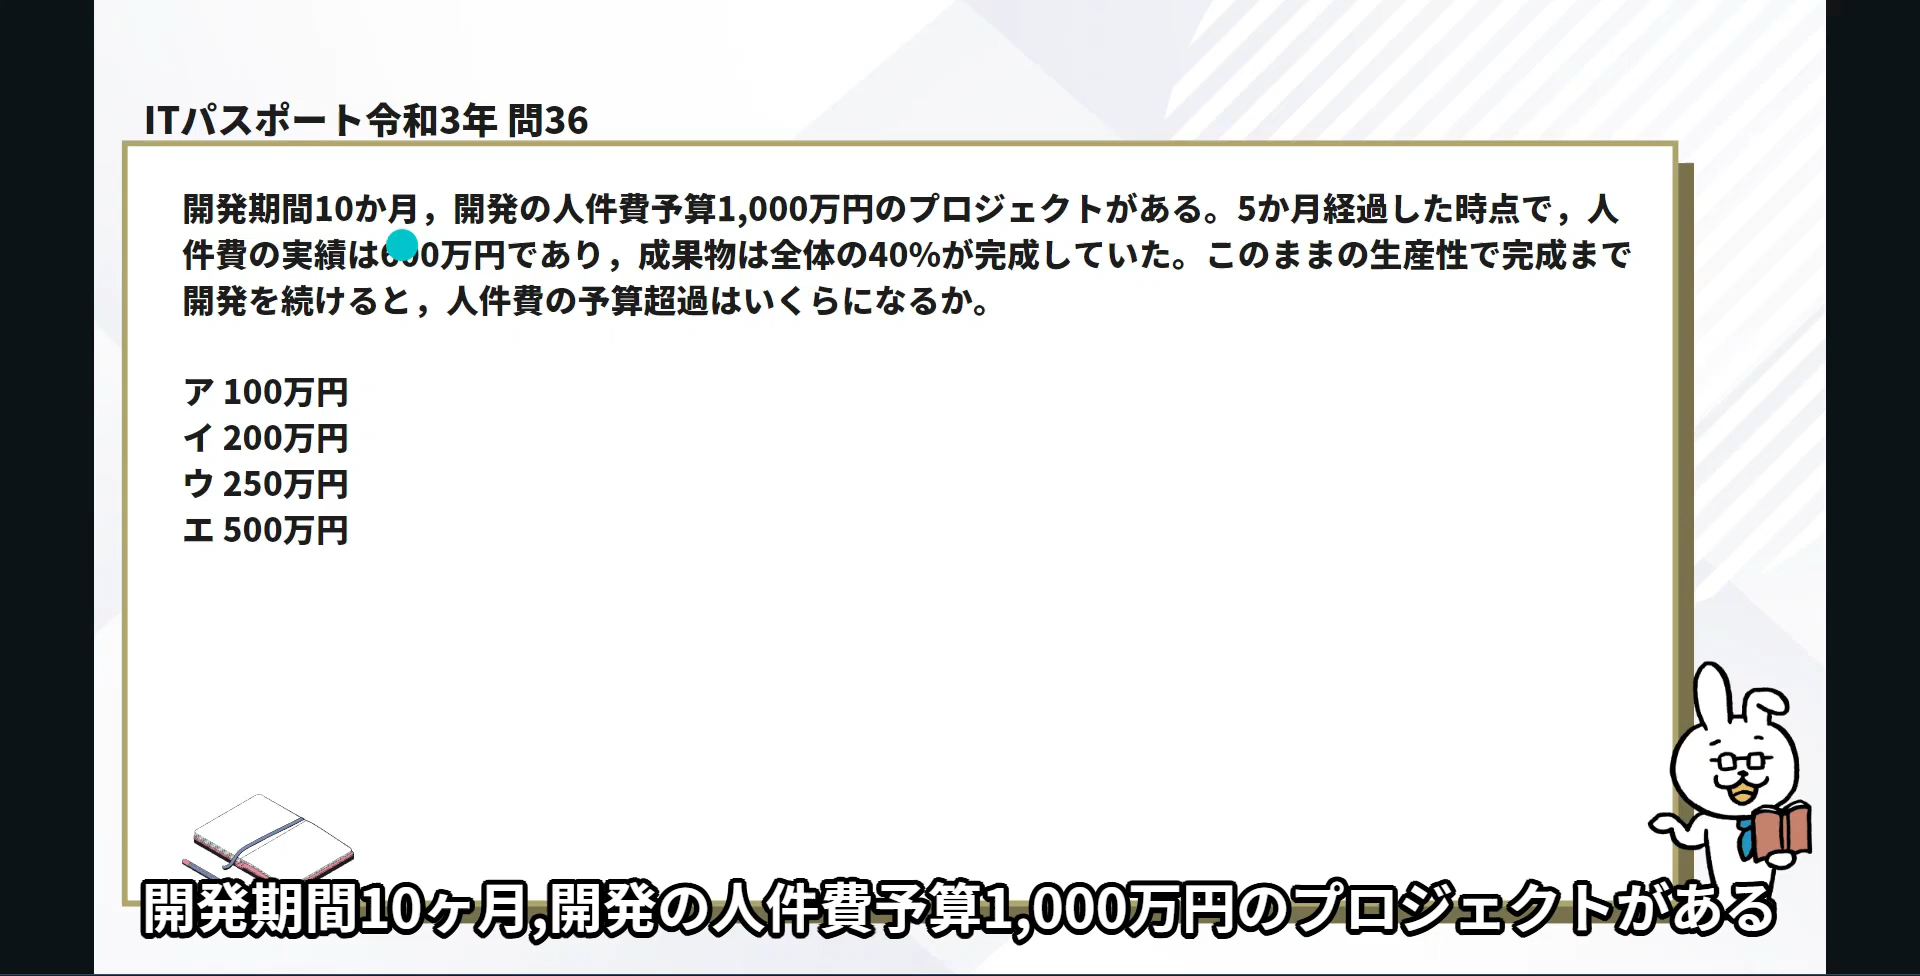 ITパスポート令和3年 問36
開発期間10か月，開発の人件費予算1,000万円のプロジェクトがある。5か月経過した時点で，人
件費の実績は600万円であり，成果物は全体の40%が完成していた。このままの生産性で完成まで
開発を続けると，人件費の予算超過はいくらになるか。
ア 100万円
イ 200万円
ウ 250万円
エ 500万円
開発期間10ヶ月,開発の人件費予算1,000万円のプロジェクトがある